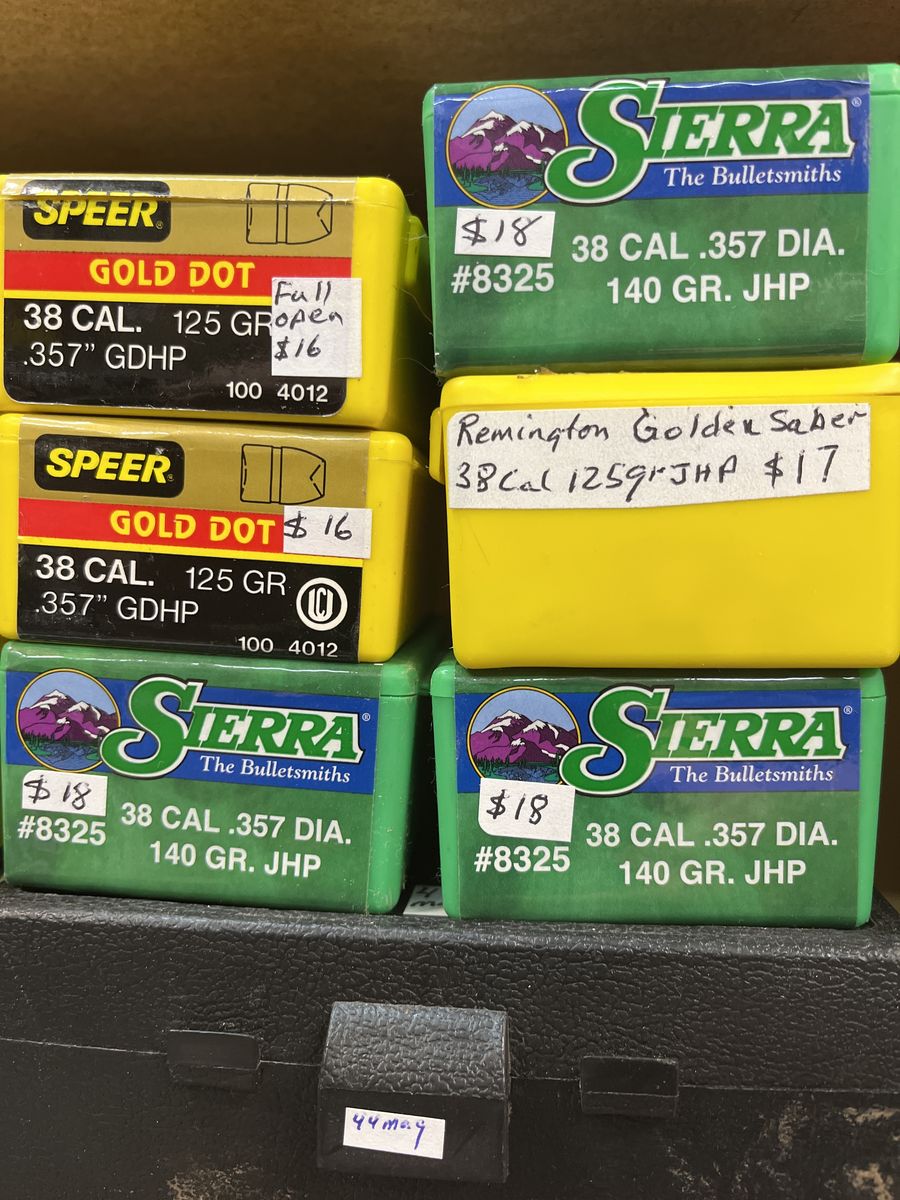 SPEER
GOLD DOT
38 CAL. 125 GR
.357” GDHP
100 4012
Full
open
$16
SPEER
GOLD DOT
$ 16
38 CAL. 125 GR
.357” GDHP
100 4012
SIERRA
The Bulletsmiths
$18
#8325
38 CAL .357 DIA.
140 GR. JHP
SIERRA®
The Bulletsmiths
$18
#8325
38 CAL .357 DIA.
140 GR. JHP
Remington Golden Saber
38Cal 125gr JHP $17
SIERRA®
The Bulletsmiths
$18
#8325
38 CAL .357 DIA.
140 GR. JHP
44mag